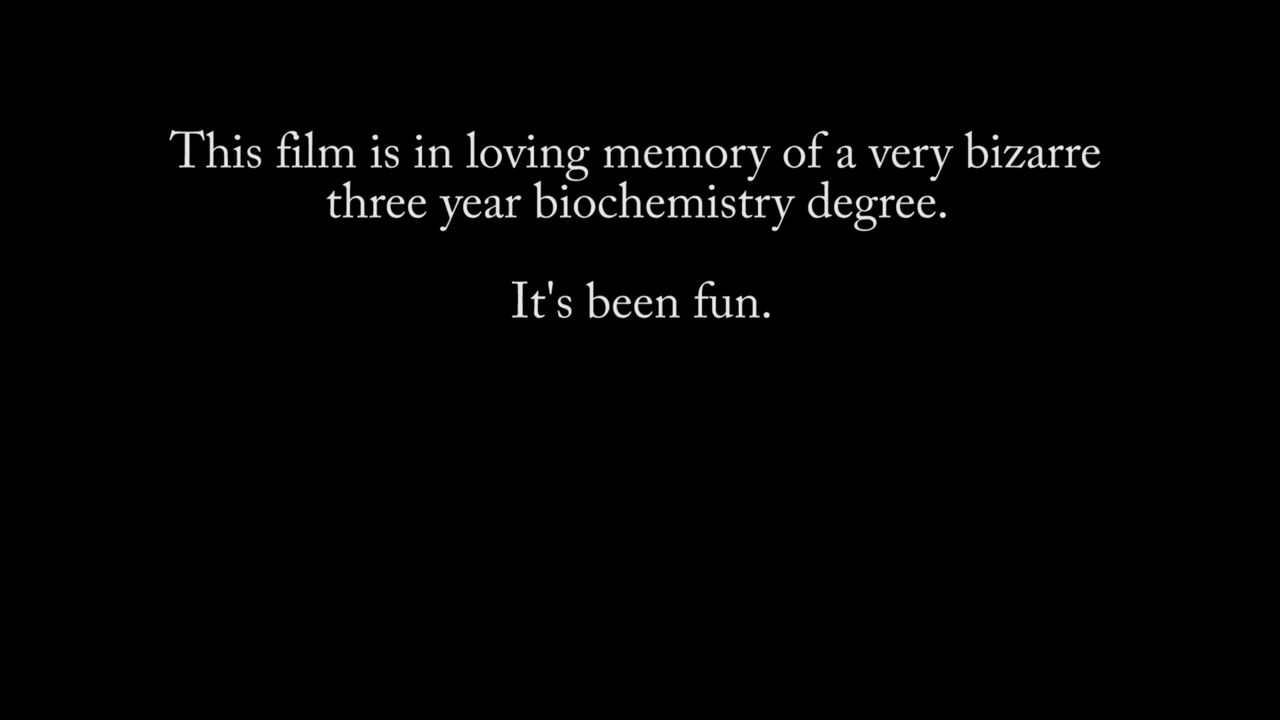 This film is in loving memory of a very bizarre
three year biochemistry degree.
It's been fun.